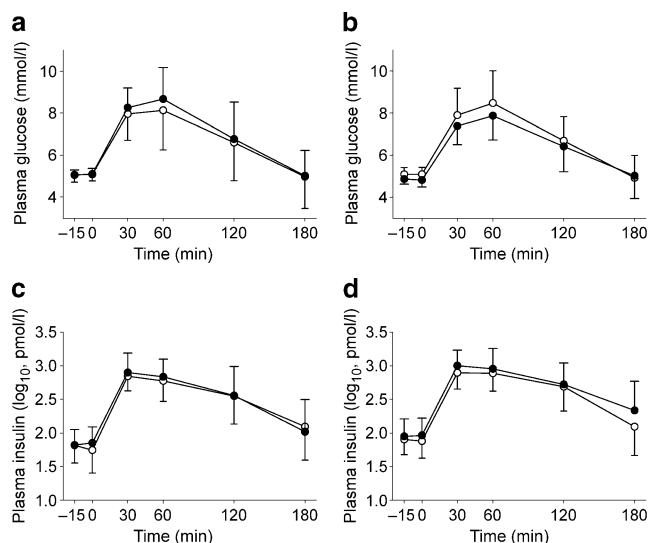 a
Plasma glucose (mmol/l)
10
8
6
4
–15 0 30 60 120 180
Time (min)
b
Plasma glucose (mmol/l)
10
8
6
4
–15 0 30 60 120 180
Time (min)
c
Plasma insulin (log10, pmol/l)
3.5
3.0
2.5
2.0
1.5
1.0
–15 0 30 60 120 180
Time (min)
d
Plasma insulin (log10, pmol/l)
3.5
3.0
2.5
2.0
1.5
1.0
–15 0 30 60 120 180
Time (min)